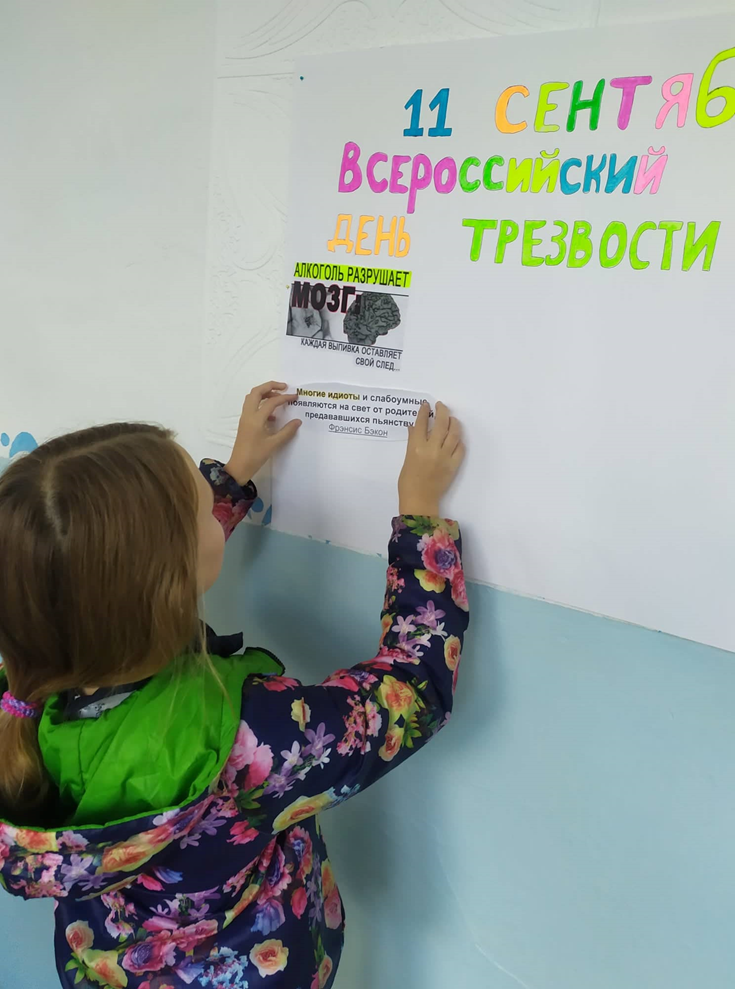 11 СЕНТЯБ
ВСЕРОССИЙСКИЙ
ДЕНЬ ТРЕЗВОСТИ
АЛКОГОЛЬ РАЗРУШАЕТ
МОЗГ:
КАЖДАЯ ВЫПИВКА ОСТАВЛЯЕТ
СВОЙ СЛЕД...
Многие идиоты и слабоумные
появляются на свет от родителей
предававшихся пьянству
Фрэнсис Бэкон